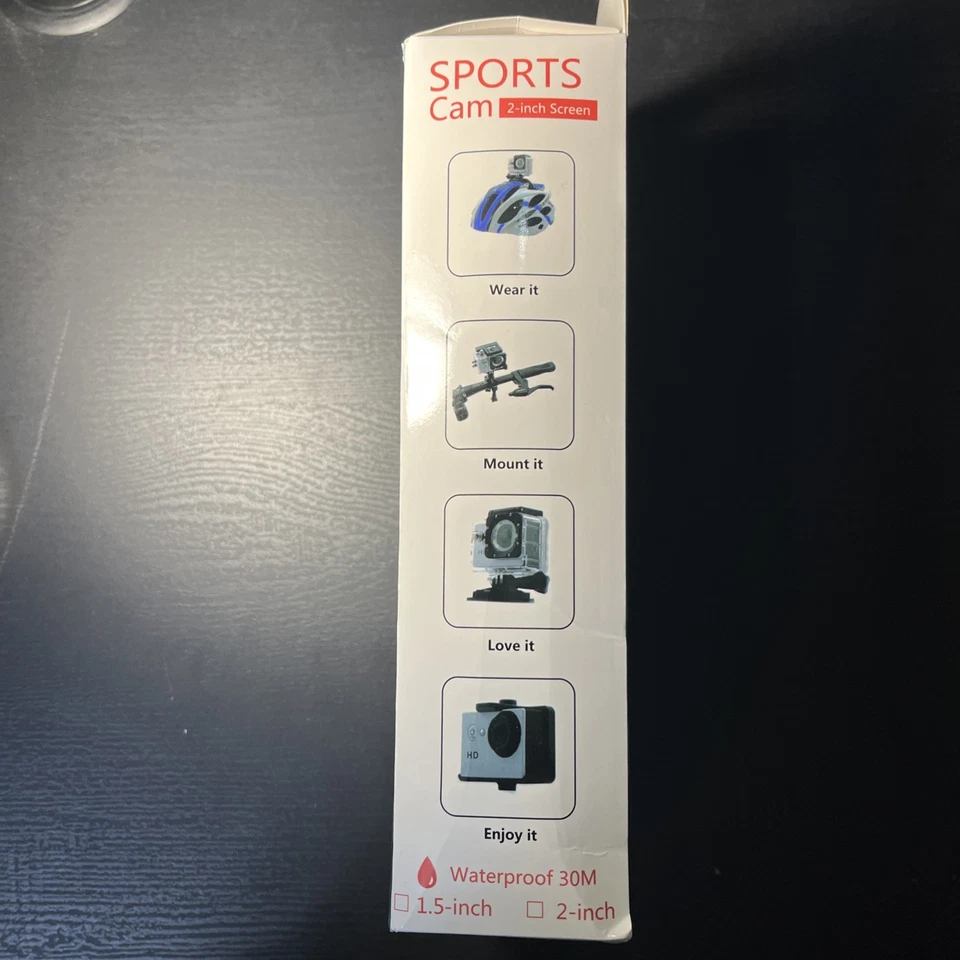 SPORTS
Cam 2-inch Screen
Wear it
Mount it
Love it
HD
Enjoy it
Waterproof 30M
☐ 1.5-inch ☐ 2-inch